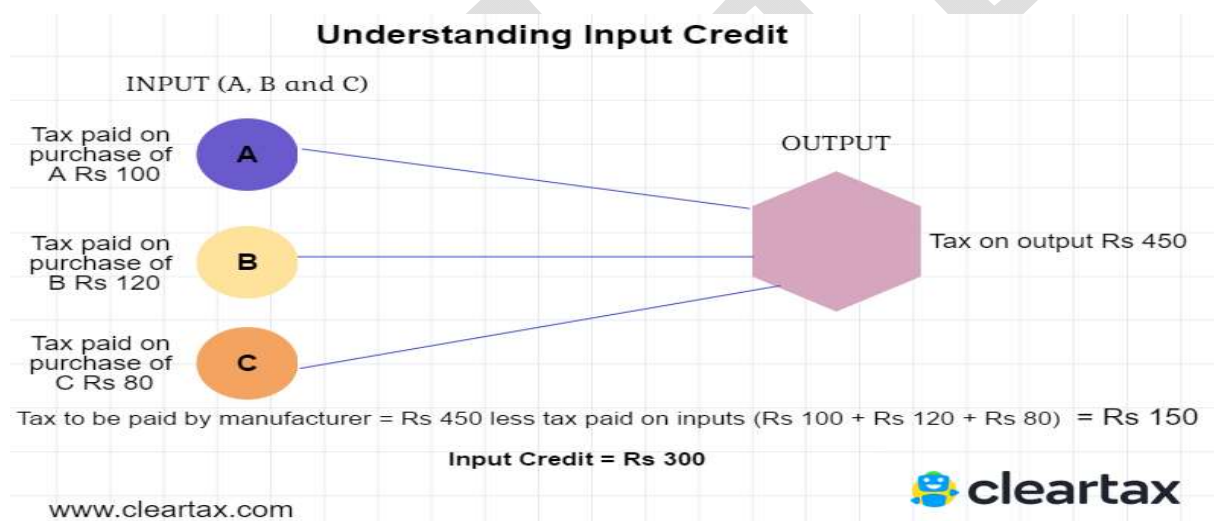 Understanding Input Credit
INPUT (A, B and C)
Tax paid on
purchase of
A Rs 100
A
OUTPUT
Tax paid on
purchase of
B Rs 120
B
Tax on output Rs 450
Tax paid on
purchase of
C Rs 80
C
Tax to be paid by manufacturer = Rs 450 less tax paid on inputs (Rs 100 + Rs 120 + Rs 80) = Rs 150
Input Credit = Rs 300
cleartax
www.cleartax.com